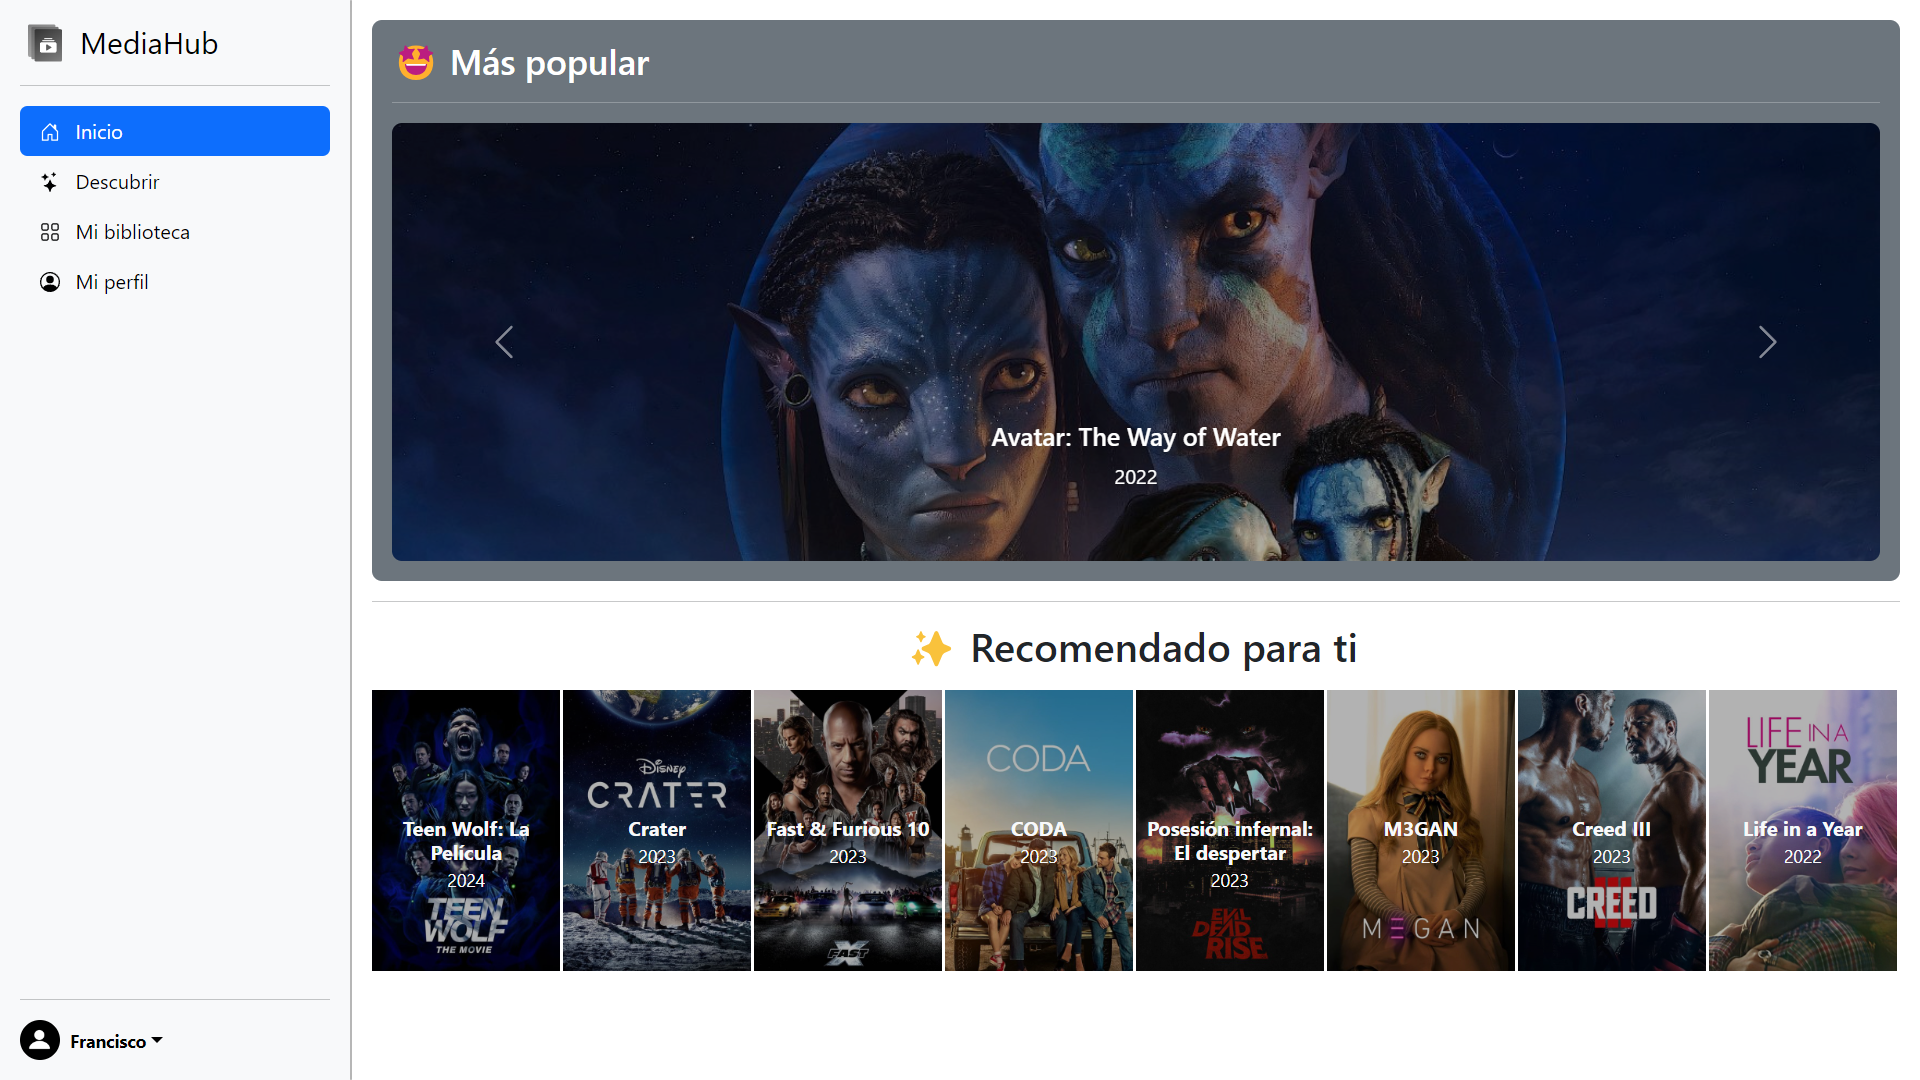 MediaHub
Inicio
Descubrir
Mi biblioteca
Mi perfil
Francisco
Más popular
Avatar: The Way of Water
2022
Recomendado para ti
Teen Wolf: La
Película
2024
TEEN
WOLF
THE MOVIE
DISNEY
CRATER
Crater
2023
Fast & Furious 10
2023
FAST X
CODA
CODA
2023
Posesión infernal:
El despertar
2023
EVIL
DEAD
RISE
M3GAN
2023
M3GAN
Creed III
2023
CREED
III
LIFE IN A
YEAR
Life in a Year
2022